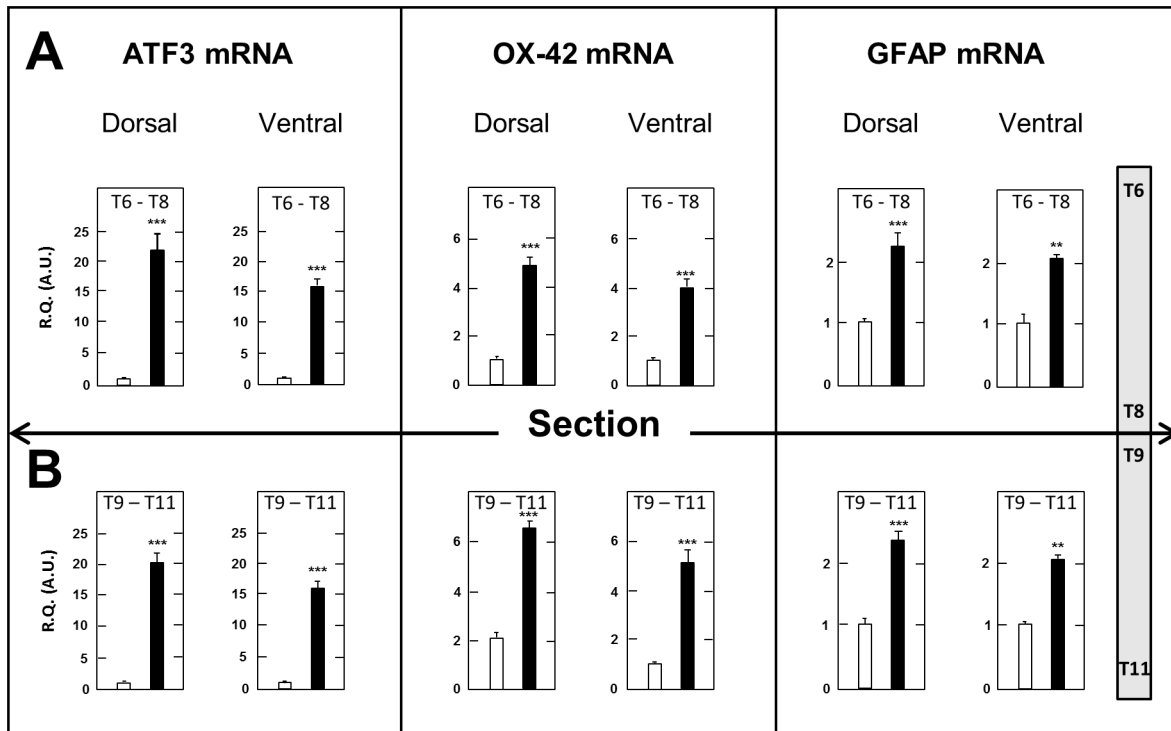 A
ATF3 mRNA
OX-42 mRNA
GFAP mRNA
Dorsal
Ventral
Dorsal
Ventral
Dorsal
Ventral
R.Q. (A.U.)
T6 - T8
***
25
20
15
10
5
0
T6 - T8
***
25
20
15
10
5
0
T6 - T8
***
6
4
2
0
T6 - T8
***
6
4
2
0
T6 - T8
***
2
1
0
T6 - T8
**
2
1
0
T6
T8
Section
T9
T11
B
R.Q. (A.U.)
T9 – T11
***
25
20
15
10
5
0
T9 – T11
***
25
20
15
10
5
0
T9 – T11
***
6
4
2
0
T9 – T11
***
6
4
2
0
T9 – T11
***
2
1
0
T9 – T11
**
2
1
0